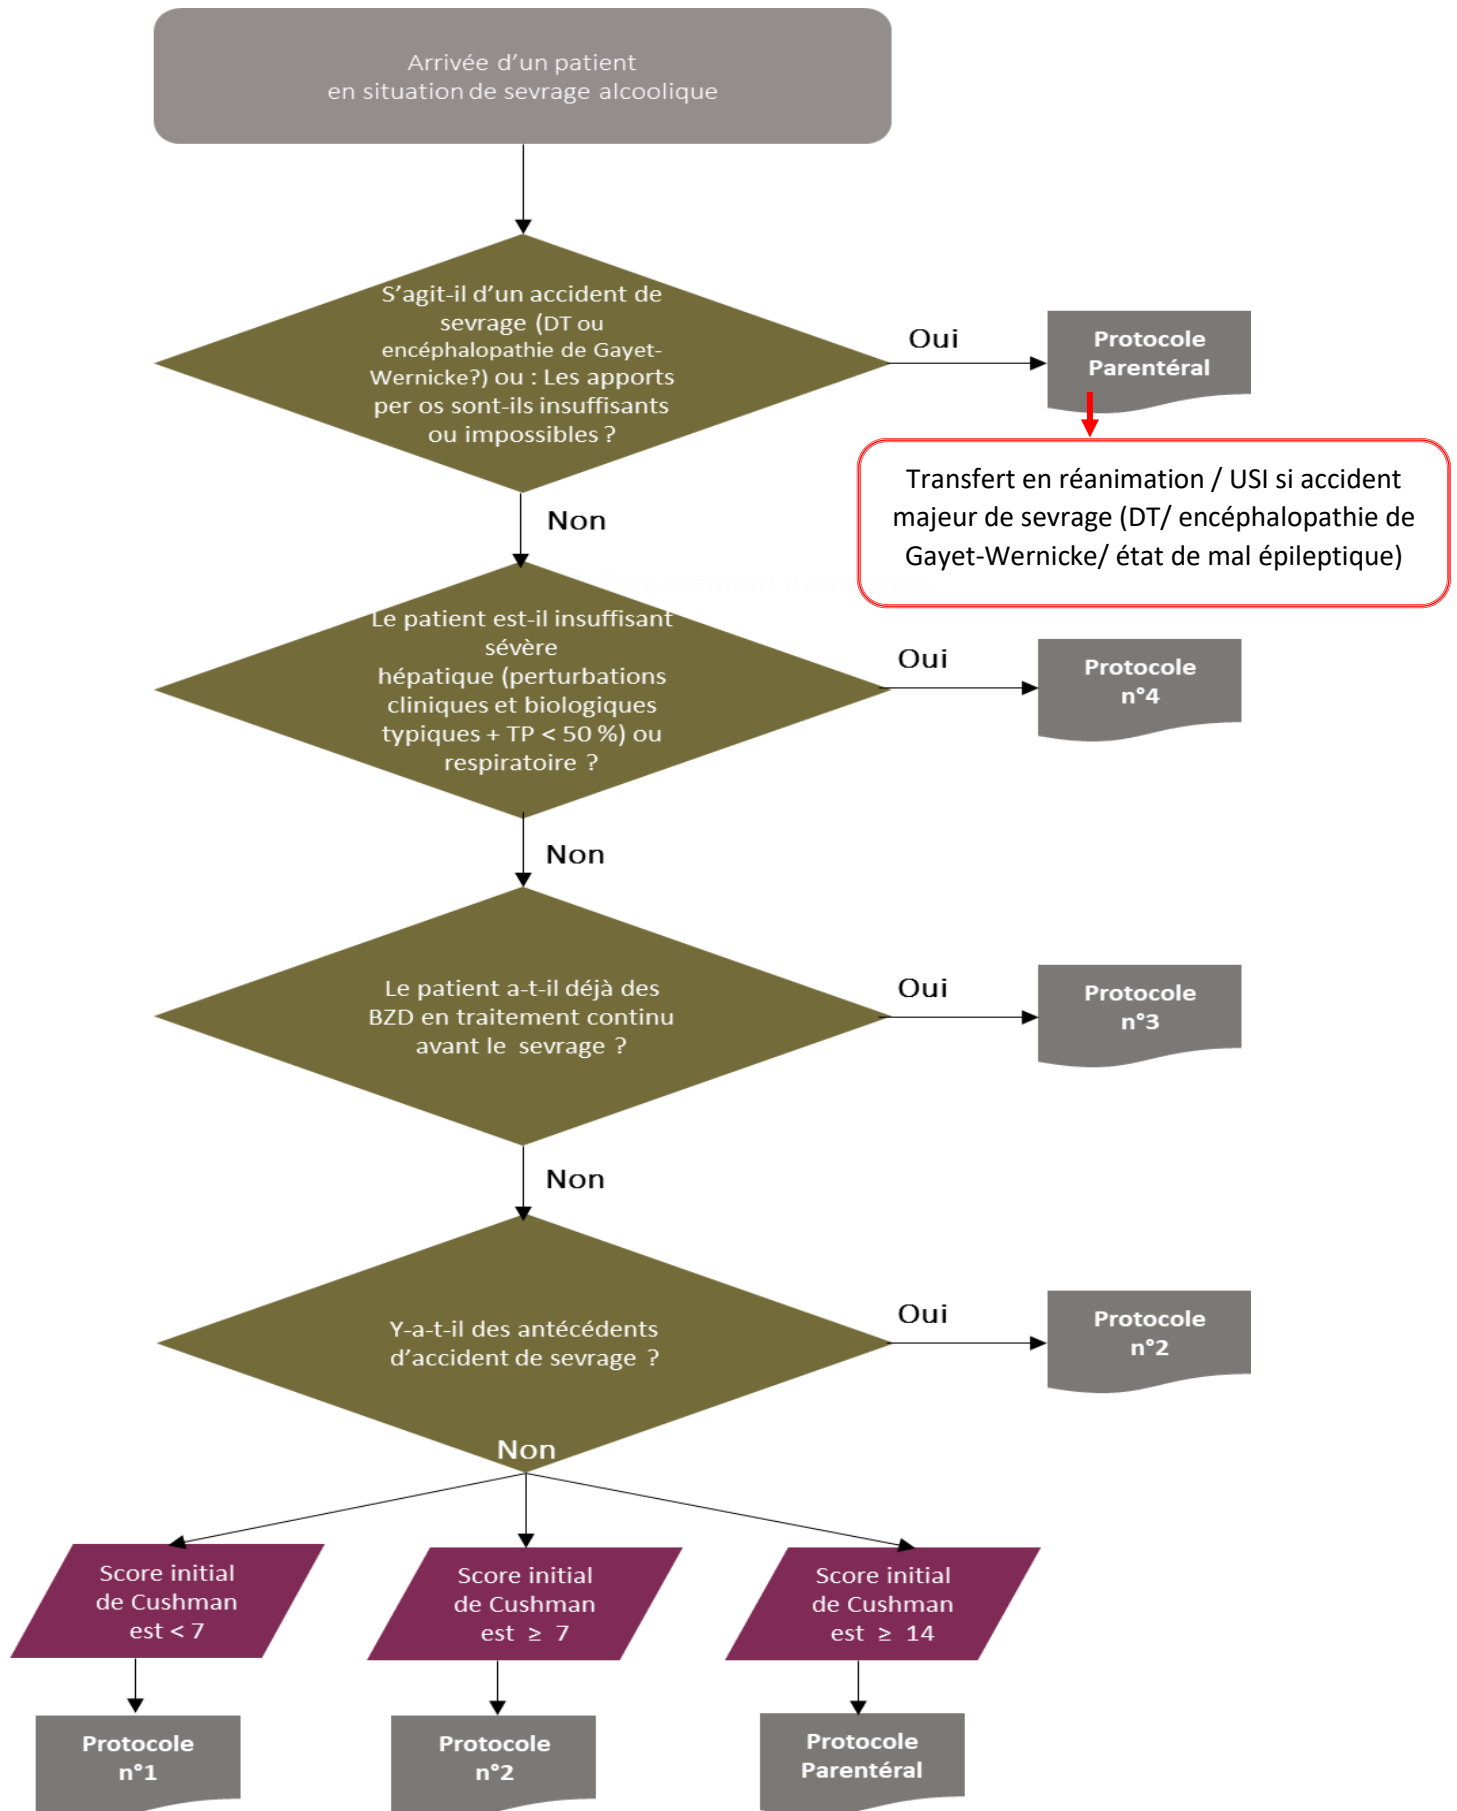 Arrivée d’un patient
en situation de sevrage alcoolique
S’agit-il d’un accident de
sevrage (DT ou
encéphalopathie de Gayet-
Wernicke?) ou : Les apports
per os sont-ils insuffisants
ou impossibles ?
Oui
Protocole
Parentéral
Transfert en réanimation / USI si accident
majeur de sevrage (DT/ encéphalopathie de
Gayet-Wernicke/ état de mal épileptique)
Non
Le patient est-il insuffisant
sévère
hépatique (perturbations
cliniques et biologiques
typiques + TP < 50 %) ou
respiratoire ?
Oui
Protocole
n°4
Non
Le patient a-t-il déjà des
BZD en traitement continu
avant le sevrage ?
Oui
Protocole
n°3
Non
Y-a-t-il des antécédents
d’accident de sevrage ?
Oui
Protocole
n°2
Non
Score initial
de Cushman
est < 7
Score initial
de Cushman
est ≥ 7
Score initial
de Cushman
est ≥ 14
Protocole
n°1
Protocole
n°2
Protocole
Parentéral